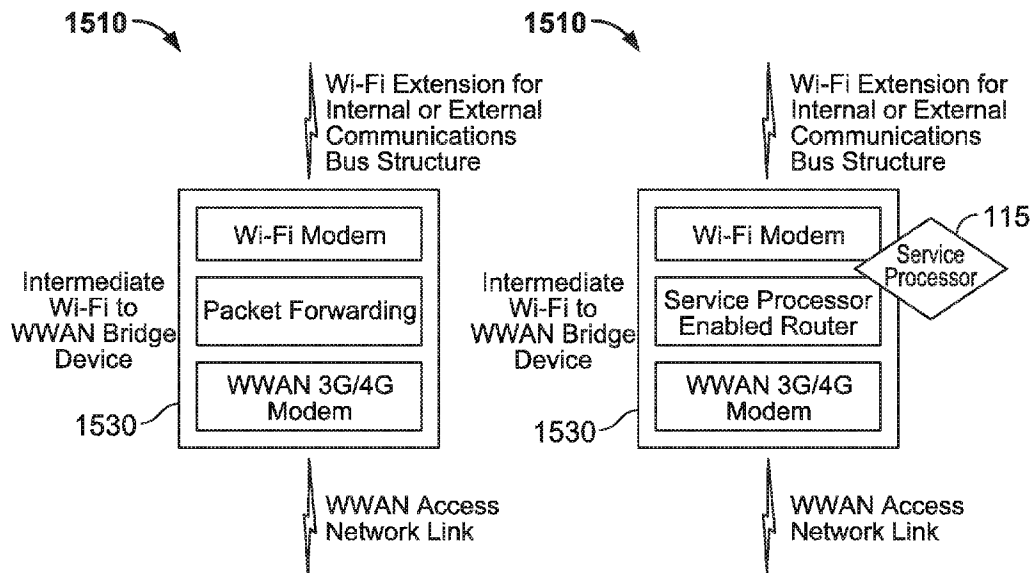 1510
Wi-Fi Extension for
Internal or External
Communications
Bus Structure
Intermediate
Wi-Fi to
WWAN Bridge
Device
Wi-Fi Modem
Packet Forwarding
WWAN 3G/4G
Modem
1530
WWAN Access
Network Link
1510
Wi-Fi Extension for
Internal or External
Communications
Bus Structure
115
Service
Processor
Intermediate
Wi-Fi to
WWAN Bridge
Device
Wi-Fi Modem
Service Processor
Enabled Router
WWAN 3G/4G
Modem
1530
WWAN Access
Network Link